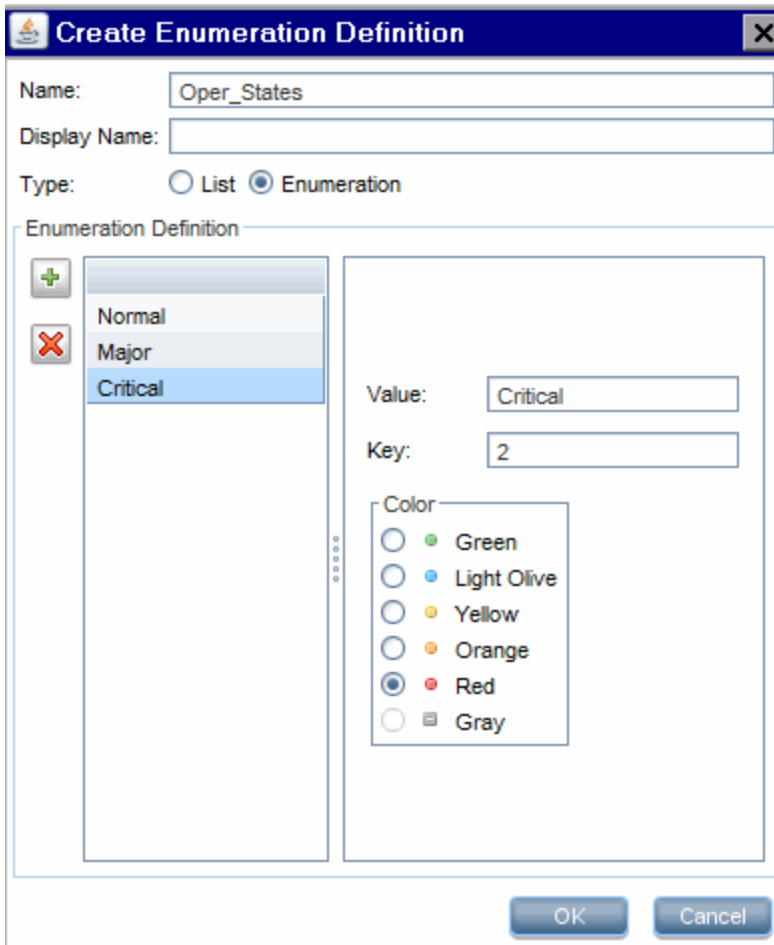 Create Enumeration Definition
Name: Oper_States
Display Name:
Type: List Enumeration
Enumeration Definition
Normal
Major
Critical
Value: Critical
Key: 2
Color
Green
Light Olive
Yellow
Orange
Red
Gray
OK Cancel